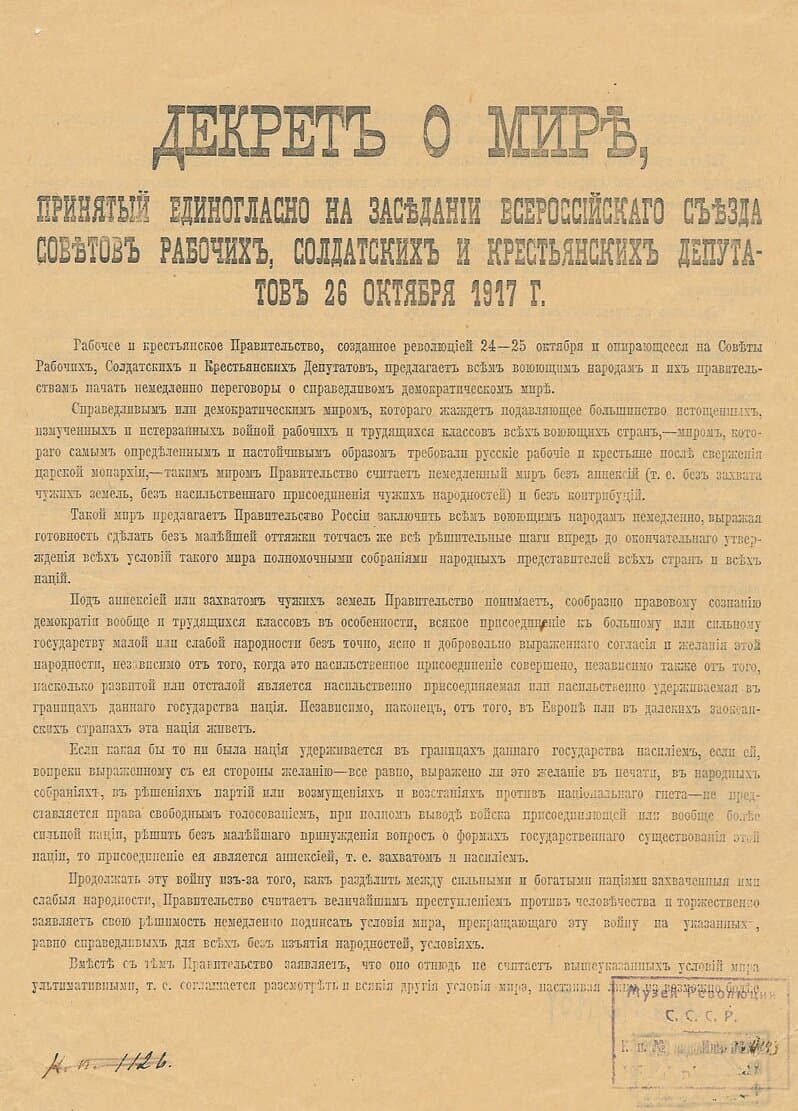 ДЕКРЕТЪ О МИРѢ,
ПРИНЯТЫЙ ЕДИНОГЛАСНО НА ЗАСѢДАНІИ ВСЕРОССІЙСКАГО СЪѢЗДА
СОВѢТОВЪ РАБОЧИХЪ, СОЛДАТСКИХЪ И КРЕСТЬЯНСКИХЪ ДЕПУТА-
ТОВЪ 26 ОКТЯБРЯ 1917 Г.
Рабочее и крестьянское Правительство, созданное революціей 24—25 октября и опирающееся на Совѣты
Рабочихъ, Солдатскихъ и Крестьянскихъ Депутатовъ, предлагаетъ всѣмъ воюющимъ народамъ и ихъ правитель-
ствамъ начать немедленно переговоры о справедливомъ демократическомъ мирѣ.
Справедливымъ или демократическимъ миромъ, котораго жаждетъ подавляющее большинство истощенныхъ,
измученныхъ и истерзанныхъ войной рабочихъ и трудящихся классовъ всѣхъ воюющихъ странъ,—миромъ, кото-
раго самымъ опредѣленнымъ и настойчивымъ образомъ требовали русскіе рабочіе и крестьяне послѣ сверженія
царской монархіи,—такимъ миромъ Правительство считаетъ немедленный миръ безъ аннексій (т. е. безъ захвата
чужихъ земель, безъ насильственнаго присоединенія чужихъ народностей) и безъ контрибуцій.
Такой миръ предлагаетъ Правительство Россіи заключить всѣмъ воюющимъ народамъ немедленно, выражая
готовность сдѣлать безъ малѣйшей оттяжки тотчасъ же всѣ рѣшительные шаги впредь до окончательнаго утвер-
жденія всѣхъ условій такого мира полномочными собраніями народныхъ представителей всѣхъ странъ и всѣхъ
націй.
Подъ аннексіей или захватомъ чужихъ земель Правительство понимаетъ, сообразно правовому сознанію
демократіи вообще и трудящихся классовъ въ особенности, всякое присоединеніе къ большому или сильному
государству малой или слабой народности безъ точно, ясно и добровольно выраженнаго согласія и желанія этой
народности, независимо отъ того, когда это насильственное присоединеніе совершено, независимо также отъ того,
насколько развитой или отсталой является насильственно присоединяемая или насильственно удерживаемая въ
границахъ даннаго государства нація. Независимо, наконецъ, отъ того, въ Европѣ или въ далекихъ заокеан-
скихъ странахъ эта нація живетъ.
Если какая бы то ни была нація удерживается въ границахъ даннаго государства насиліемъ, если ей,
вопреки выраженному съ ея стороны желанію—все равно, выражено ли это желаніе въ печати, въ народныхъ
собраніяхъ, въ рѣшеніяхъ партій или возмущеніяхъ и возстаніяхъ противъ національнаго гнета—не пред-
ставляется права свободнымъ голосованіемъ, при полномъ выводѣ войска присоединяющей или вообще болѣе
сильной націи, рѣшить безъ малѣйшаго принужденія вопросъ о формахъ государственнаго существованія этой
націи, то присоединеніе ея является аннексіей, т. е. захватомъ и насиліемъ.
Продолжать эту войну изъ-за того, какъ раздѣлить между сильными и богатыми націями захваченныя ими
слабыя народности, Правительство считаетъ величайшимъ преступленіемъ противъ человѣчества и торжественно
заявляетъ свою рѣшимость немедленно подписать условія мира, прекращающаго эту войну на указанныхъ,
равно справедливыхъ для всѣхъ безъ изъятія народностей, условіяхъ.
Вмѣстѣ съ тѣмъ Правительство заявляетъ, что оно отнюдь не считаетъ вышеуказанныхъ условій мира
ультимативными, т. е. соглашается разсмотрѣть и всякія другія условія мира, настаивая лишь на возможно болѣе
Музей Революции
С. С. С. Р.
К. п. №
К. п. 1126.